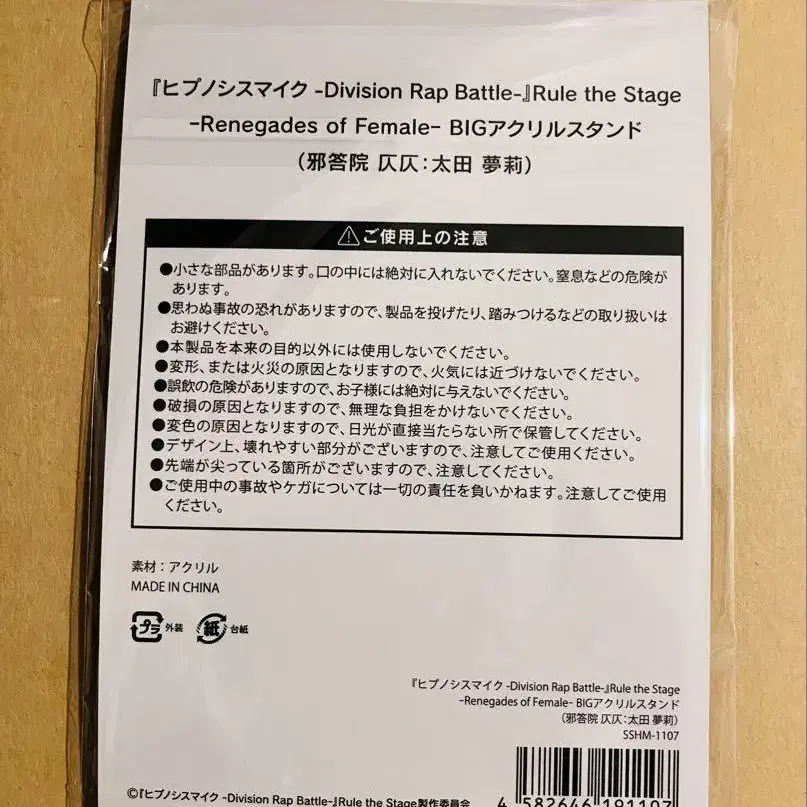 『ヒプノシスマイク -Division Rap Battle-』Rule the Stage
-Renegades of Female- BIGアクリルスタンド
（邪答院 仄仄：太田 夢莉）
⚠ご使用上の注意
●小さな部品があります。口の中には絶対に入れないでください。窒息などの危険が
あります。
●思わぬ事故の恐れがありますので、製品を投げたり、踏みつけるなどの取り扱いは
お避けください。
●本製品を本来の目的以外には使用しないでください。
●変形、または火災の原因となりますので、火気には近づけないでください。
●誤飲の危険がありますので、お子様には絶対に与えないでください。
●破損の原因となりますので、無理な負担をかけないでください。
●変色の原因となりますので、日光が直接当たらない所で保管してください。
●デザイン上、壊れやすい部分がございますので、注意してご使用ください。
●先端が尖っている箇所がございますので、注意してください。
●ご使用中の事故やケガについては一切の責任を負いかねます。注意してご使用
ください。
素材：アクリル
MADE IN CHINA
プラ 外装 紙 台紙
『ヒプノシスマイク -Division Rap Battle-』Rule the Stage
-Renegades of Female- BIGアクリルスタンド
（邪答院 仄仄：太田 夢莉）
SSHM-1107
©『ヒプノシスマイク -Division Rap Battle-』Rule the Stage製作委員会
4 582646 191107